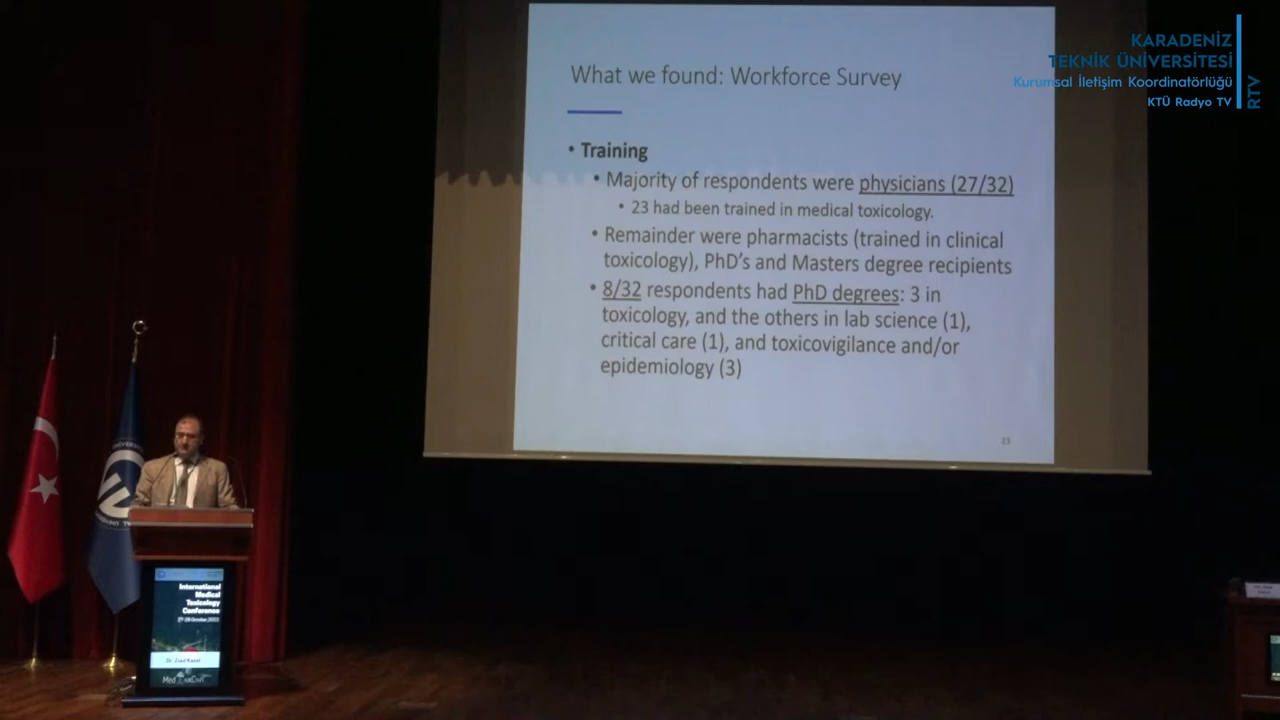 KARADENİZ
TEKNİK ÜNİVERSİTESİ
Kurumsal İletişim Koordinatörlüğü
KTÜ Radyo TV
RTV
What we found: Workforce Survey
• Training
• Majority of respondents were physicians (27/32)
• 23 had been trained in medical toxicology.
• Remainder were pharmacists (trained in clinical
toxicology), PhD's and Masters degree recipients
• 8/32 respondents had PhD degrees: 3 in
toxicology, and the others in lab science (1),
critical care (1), and toxicovigilance and/or
epidemiology (3)
23
International
Medical
Toxicology
Conference
Dr. Ziad Kazzi